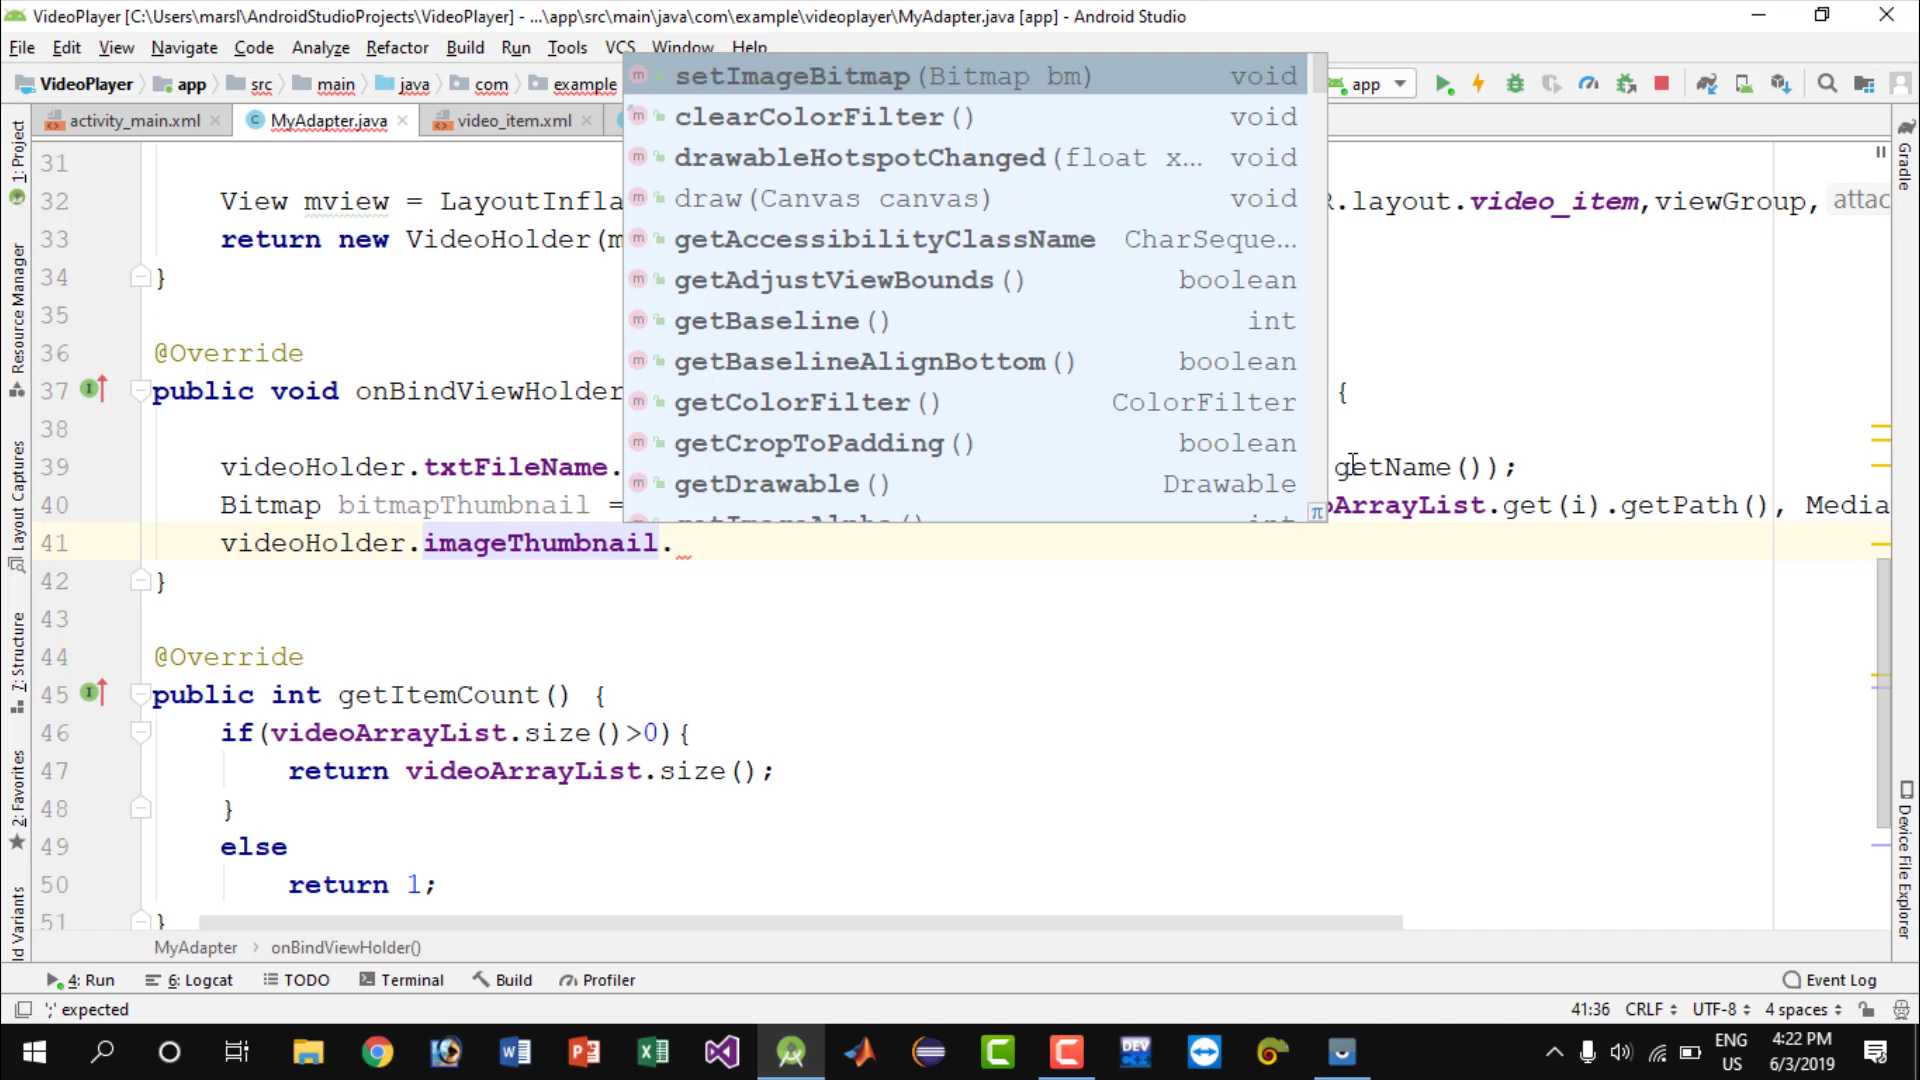 VideoPlayer [C:\Users\marsl\AndroidStudioProjects\VideoPlayer] - ...\app\src\main\java\com\example\videoplayer\MyAdapter.java [app] - Android Studio
File Edit View Navigate Code Analyze Refactor Build Run Tools VCS Window Help
VideoPlayer app src main java com example app
activity_main.xml MyAdapter.java video_item.xml
setImageBitmap(Bitmap bm) void
clearColorFilter() void
drawableHotspotChanged(float x... void
draw(Canvas canvas) void
getAccessibilityClassName CharSeque...
getAdjustViewBounds() boolean
getBaseline() int
getBaselineAlignBottom() boolean
getColorFilter() ColorFilter
getCropToPadding() boolean
getDrawable() Drawable
31
32 View mview = LayoutInfla R.layout.video_item,viewGroup, attac
33 return new VideoHolder(m
34 }
35
36 @Override
37 public void onBindViewHolder {
38
39 videoHolder.txtFileName. getName());
40 Bitmap bitmapThumbnail = oArrayList.get(i).getPath(), Media
41 videoHolder.imageThumbnail.
42 }
43
44 @Override
45 public int getItemCount() {
46 if(videoArrayList.size()>0){
47 return videoArrayList.size();
48 }
49 else
50 return 1;
51 }
MyAdapter > onBindViewHolder()
1: Project
Resource Manager
Layout Captures
7: Structure
2: Favorites
ld Variants
Gradle
Device File Explorer
4: Run 6: Logcat TODO Terminal Build Profiler Event Log
';' expected 41:36 CRLF UTF-8 4 spaces
DEV
ENG
US
4:22 PM
6/3/2019